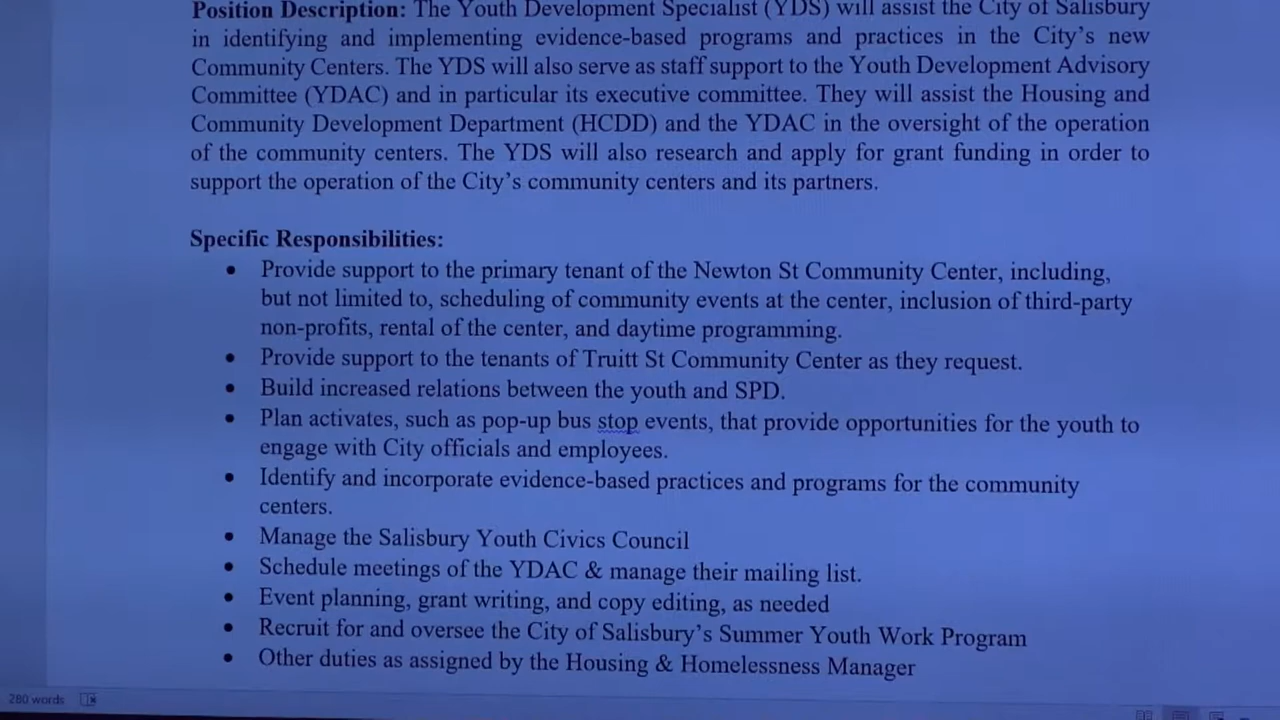 Position Description: The Youth Development Specialist (YDS) will assist the City of Salisbury
in identifying and implementing evidence-based programs and practices in the City’s new
Community Centers. The YDS will also serve as staff support to the Youth Development Advisory
Committee (YDAC) and in particular its executive committee. They will assist the Housing and
Community Development Department (HCDD) and the YDAC in the oversight of the operation
of the community centers. The YDS will also research and apply for grant funding in order to
support the operation of the City’s community centers and its partners.
Specific Responsibilities:
• Provide support to the primary tenant of the Newton St Community Center, including,
but not limited to, scheduling of community events at the center, inclusion of third-party
non-profits, rental of the center, and daytime programming.
• Provide support to the tenants of Truitt St Community Center as they request.
• Build increased relations between the youth and SPD.
• Plan activates, such as pop-up bus stop events, that provide opportunities for the youth to
engage with City officials and employees.
• Identify and incorporate evidence-based practices and programs for the community
centers.
• Manage the Salisbury Youth Civics Council
• Schedule meetings of the YDAC & manage their mailing list.
• Event planning, grant writing, and copy editing, as needed
• Recruit for and oversee the City of Salisbury’s Summer Youth Work Program
• Other duties as assigned by the Housing & Homelessness Manager
280 words